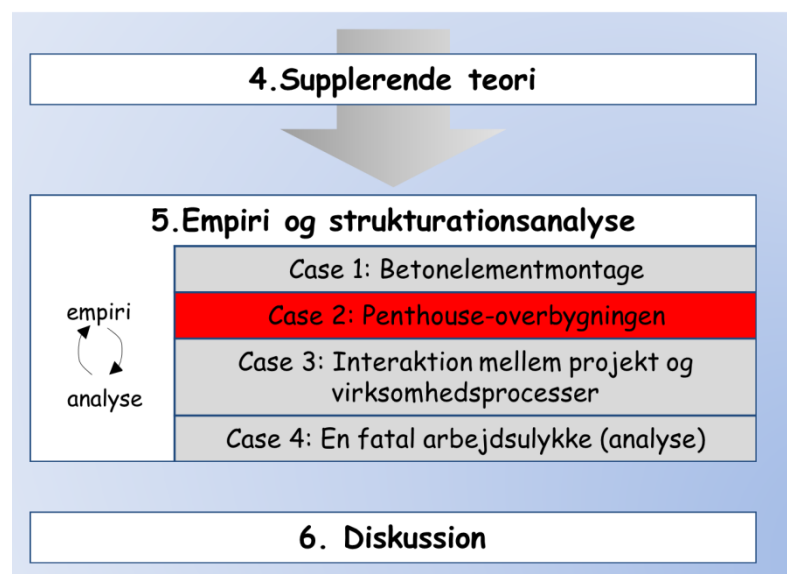 4.Supplerende teori
5.Empiri og strukturationsanalyse
Case 1: Betonelementmontage
empiri
Case 2: Penthouse-overbygningen
Case 3: Interaktion mellem projekt og
virksomhedsprocesser
analyse
Case 4: En fatal arbejdsulykke (analyse)
6. Diskussion